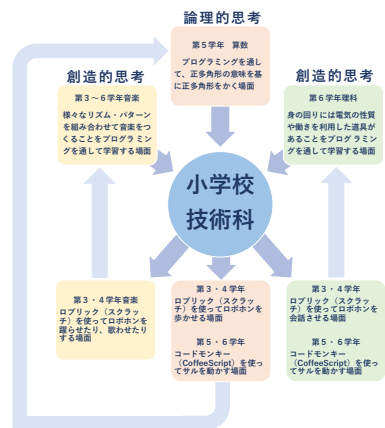 論理的思考
第5学年　算数
プログラミングを通し
て、正多角形の意味を基
に正多角形をかく場面
創造的思考
第３～６学年音楽
様々なリズム・パターン
を組み合わせて音楽をつ
くることをプログラミン
グを通して学習する場面
創造的思考
第６学年理科
身の回りには電気の性質
や働きを利用した道具が
あることをプログラミン
グを通して学習する場面
小学校
技術科
第３・４学年音楽
ロブリック（スクラッ
チ）を使ってロボホンを
躍らせたり、歌わせたり
する場面
第３・４学年
ロブリック（スクラッ
チ）を使ってロボホンを
歩かせる場面
第５・６学年
コードモンキー
（CoffeeScript）を使っ
てサルを動かす場面
第３・４学年
ロブリック（スクラッ
チ）を使ってロボホンを
会話させる場面
第５・６学年
コードモンキー
（CoffeeScript）を使っ
てサルを動かす場面